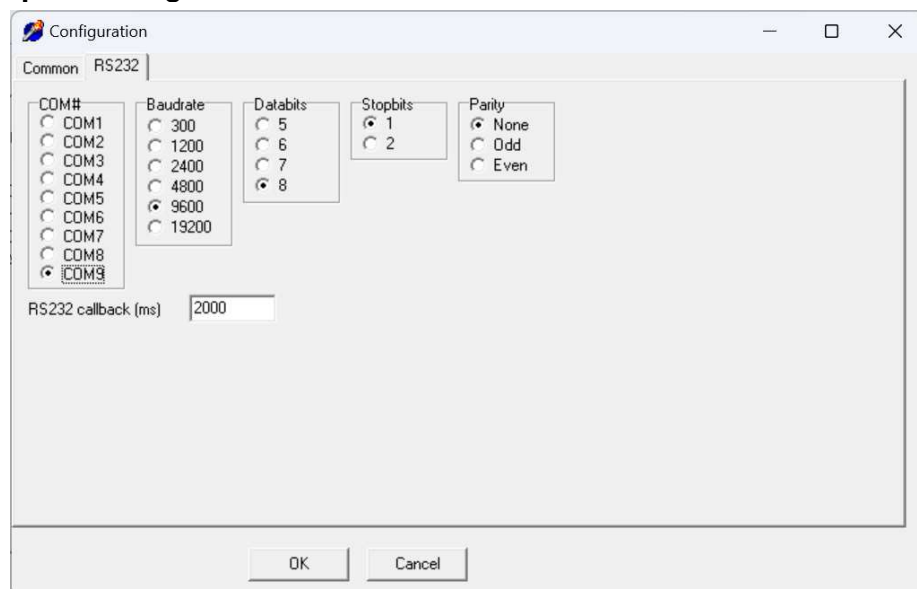 Configuration
Common RS232
COM#
COM1
COM2
COM3
COM4
COM5
COM6
COM7
COM8
COM9
Baudrate
300
1200
2400
4800
9600
19200
Databits
5
6
7
8
Stopbits
1
2
Parity
None
Odd
Even
RS232 callback (ms) 2000
OK Cancel